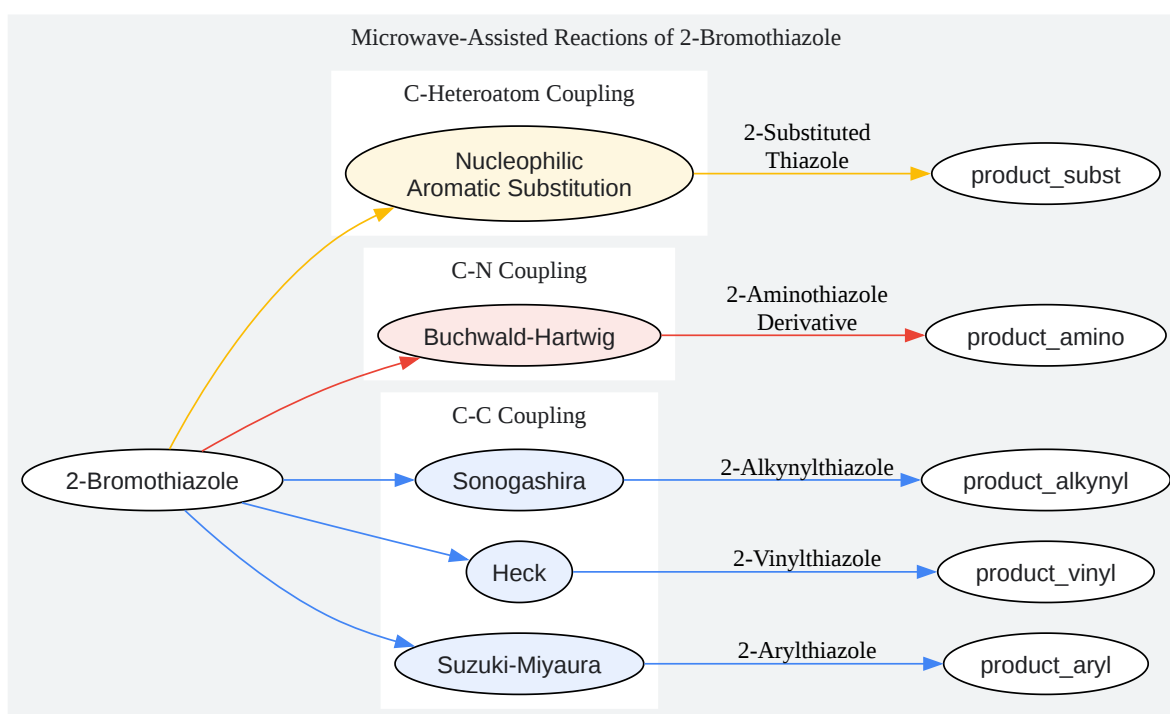 Microwave-Assisted Reactions of 2-Bromothiazole
C-Heteroatom Coupling
Nucleophilic
Aromatic Substitution
2-Substituted
Thiazole
product_subst
C-N Coupling
Buchwald-Hartwig
2-Aminothiazole
Derivative
product_amino
C-C Coupling
2-Bromothiazole
Sonogashira
2-Alkynylthiazole
product_alkynyl
Heck
2-Vinylthiazole
product_vinyl
Suzuki-Miyaura
2-Arylthiazole
product_aryl